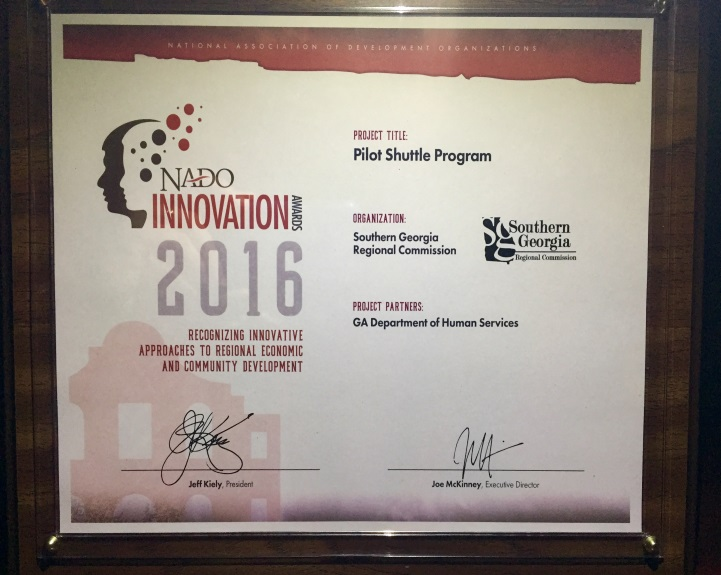 NATIONAL ASSOCIATION OF DEVELOPMENT ORGANIZATIONS
NADO
INNOVATION
AWARDS
2016
RECOGNIZING INNOVATIVE
APPROACHES TO REGIONAL ECONOMIC
AND COMMUNITY DEVELOPMENT
PROJECT TITLE:
Pilot Shuttle Program
ORGANIZATION:
Southern Georgia
Regional Commission
Southern
Georgia
Regional Commission
PROJECT PARTNERS:
GA Department of Human Services
Jeff Kiely, President
Joe McKinney, Executive Director